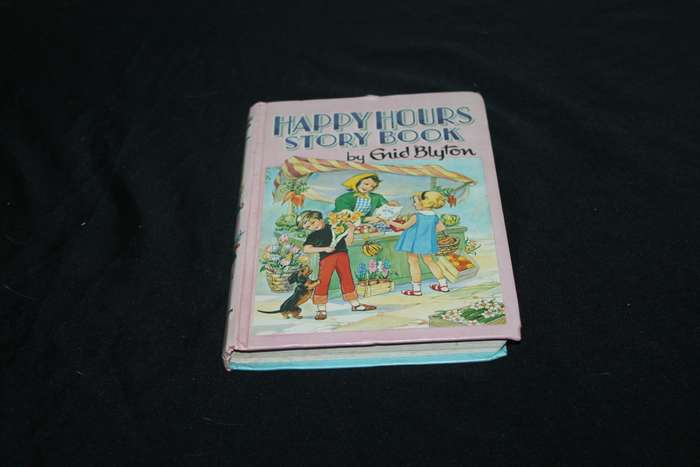 HAPPY HOURS
STORY BOOK
by Enid Blyton